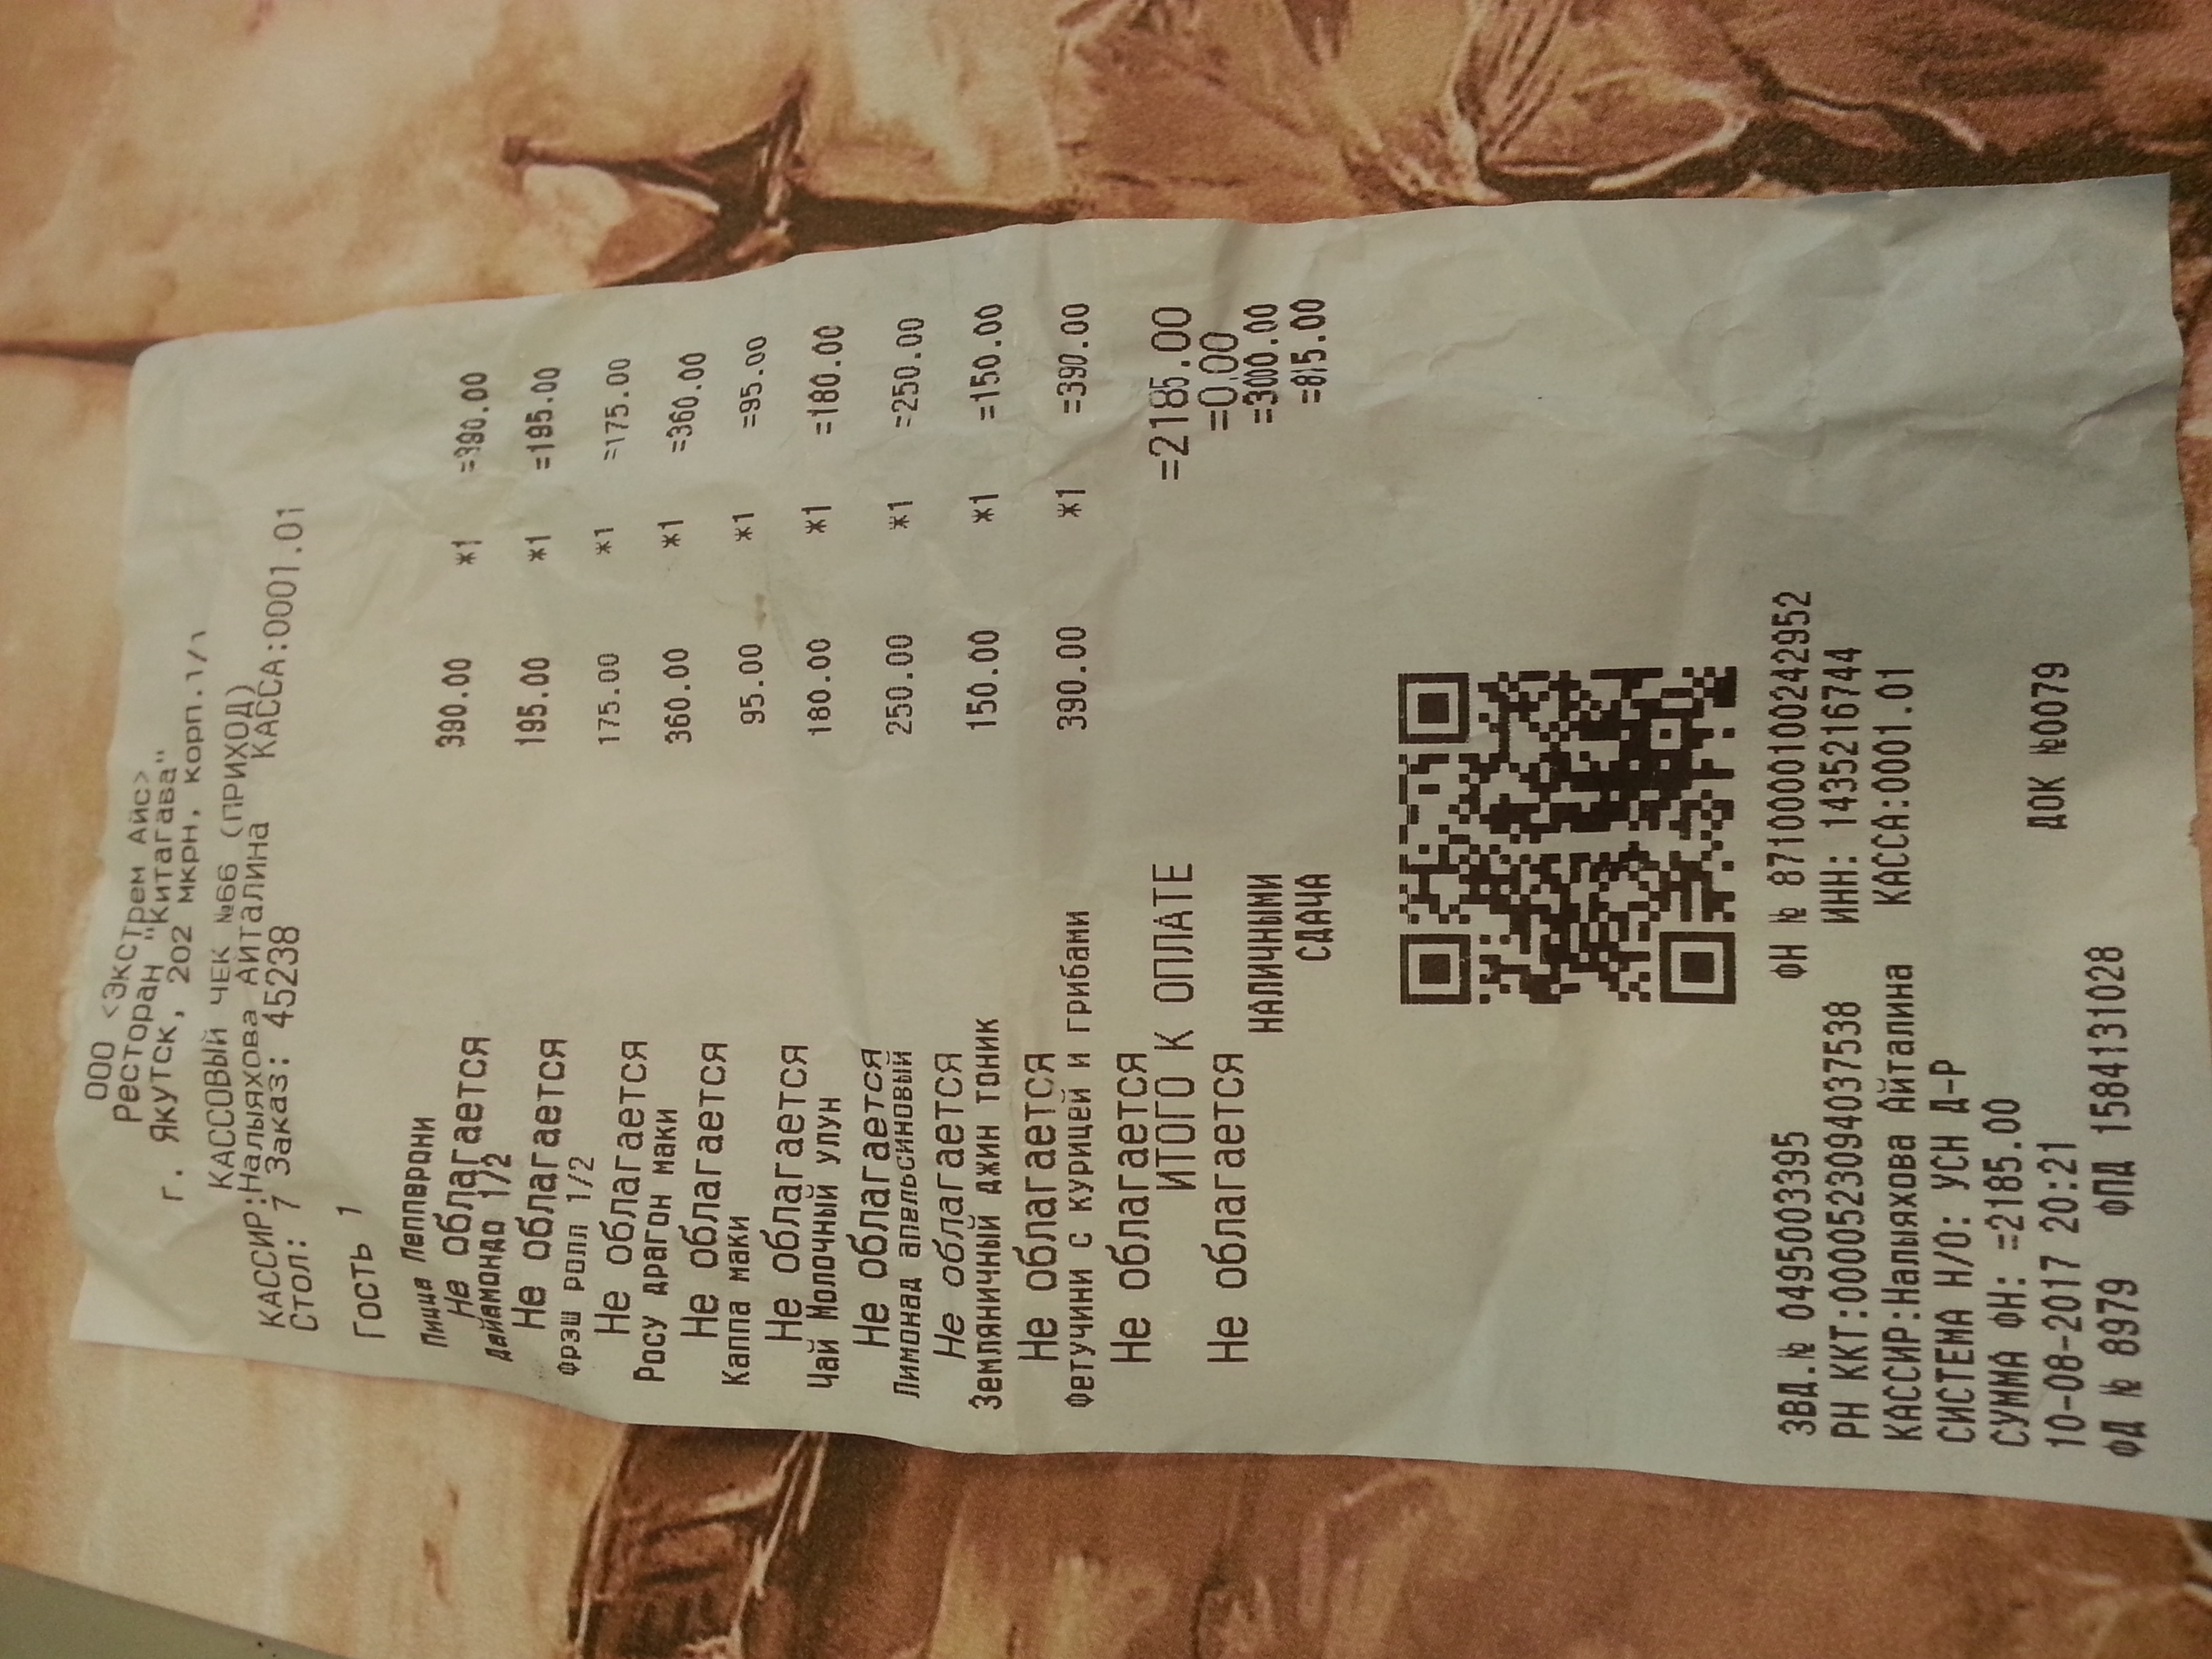 ООО <Экстрем Айс>
Ресторан "Китагава"
г. Якутск, 202 мкрн, корп.1/1
КАССОВЫЙ ЧЕК №66 (ПРИХОД)
КАССИР:Налыяхова Айталина КАССА:0001.01
Стол: 7 Заказ: 45238
Гость 1
Пицца Пепперони 390.00 *1 =390.00
Не облагается
Дайамондо 1/2 195.00 *1 =195.00
Не облагается
Фрэш ролл 1/2 175.00 *1 =175.00
Не облагается
Росу драгон маки 360.00 *1 =360.00
Не облагается
Каппа маки 95.00 *1 =95.00
Не облагается
Чай Молочный улун 180.00 *1 =180.00
Не облагается
Лимонад апельсиновый 250.00 *1 =250.00
Не облагается
Земляничный джин тоник 150.00 *1 =150.00
Не облагается
Фетучини с курицей и грибами 390.00 *1 =390.00
Не облагается
ИТОГО К ОПЛАТЕ =2185.00
Не облагается =0.00
НАЛИЧНЫМИ =3000.00
СДАЧА =815.00
ЗВД.№ 0495003395 ФН № 8710000100242952
РН ККТ:0000523094037538 ИНН: 1435216744
КАССИР:Налыяхова Айталина КАССА:0001.01
СИСТЕМА Н/О: УСН Д-Р
СУММА ФН: =2185.00
10-08-2017 20:21 ДОК №0079
ФД № 8979 ФПД 1584131028